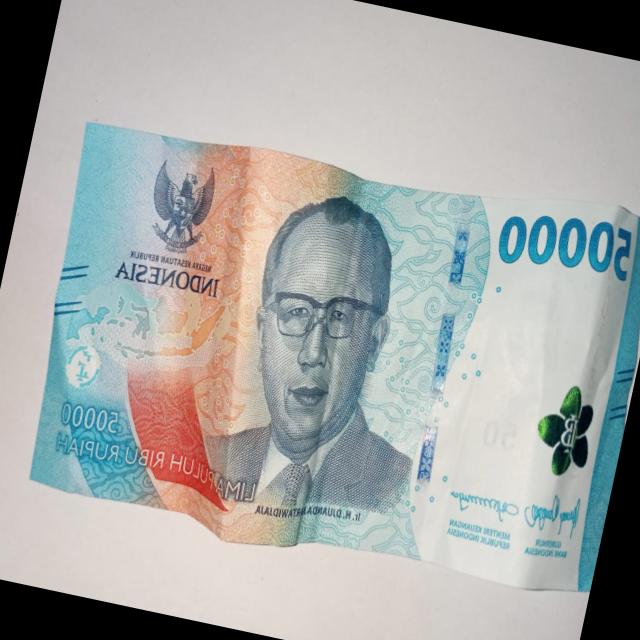 NEGARA KESATUAN REPUBLIK
INDONESIA
50000
50000
LIMA PULUH RIBU RUPIAH
Ir. H. DJUANDA KARTAWIDJAJA
50
GUBERNUR
BANK INDONESIA
MENTERI KEUANGAN
REPUBLIK INDONESIA